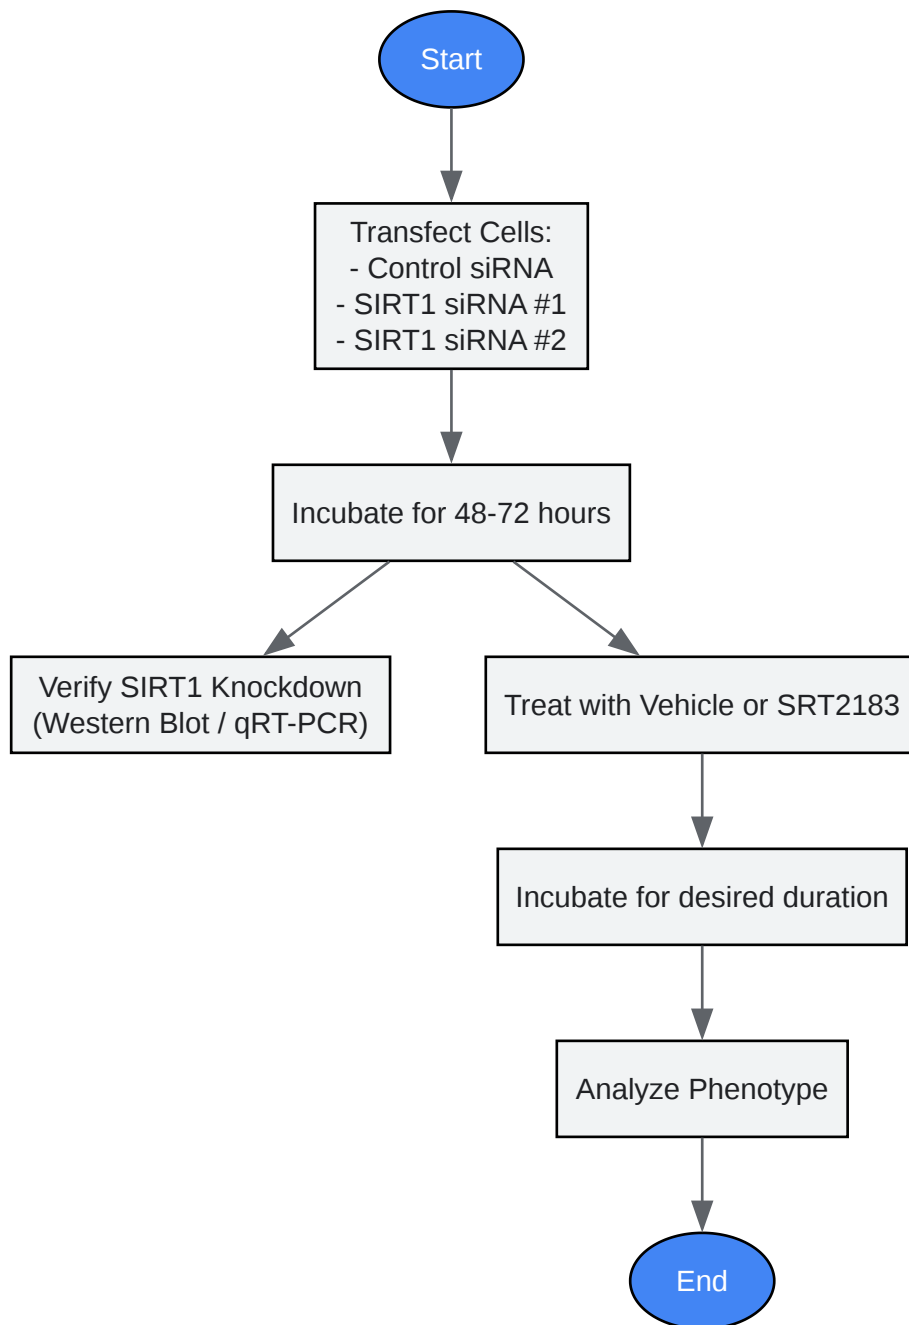 Start
Transfect Cells:
- Control siRNA
- SIRT1 siRNA #1
- SIRT1 siRNA #2
Incubate for 48-72 hours
Verify SIRT1 Knockdown
(Western Blot / qRT-PCR)
Treat with Vehicle or SRT2183
Incubate for desired duration
Analyze Phenotype
End